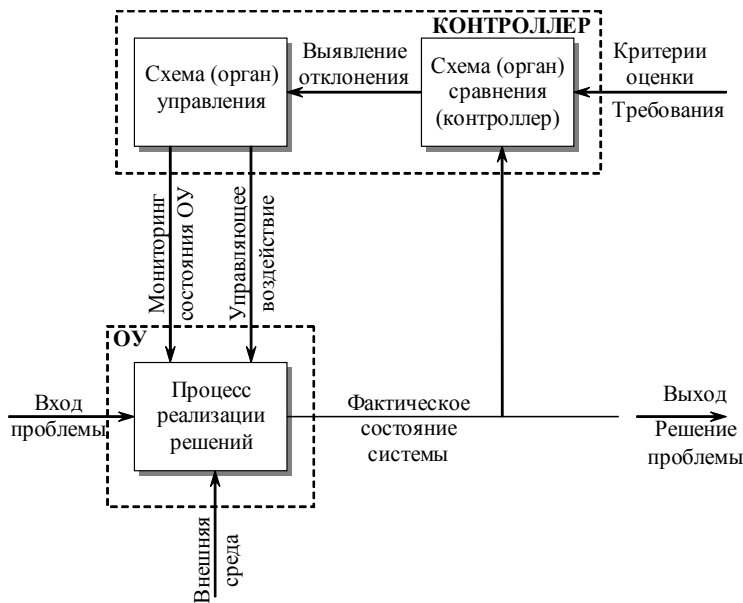 КОНТРОЛЛЕР
Схема (орган)
управления
Выявление
отклонения
Схема (орган)
сравнения
(контроллер)
Критерии
оценки
Требования
Мониторинг
состояния ОУ
Управляющее
воздействие
ОУ
Процесс
реализации
решений
Вход
проблемы
Фактическое
состояние
системы
Выход
Решение
проблемы
Внешняя
среда